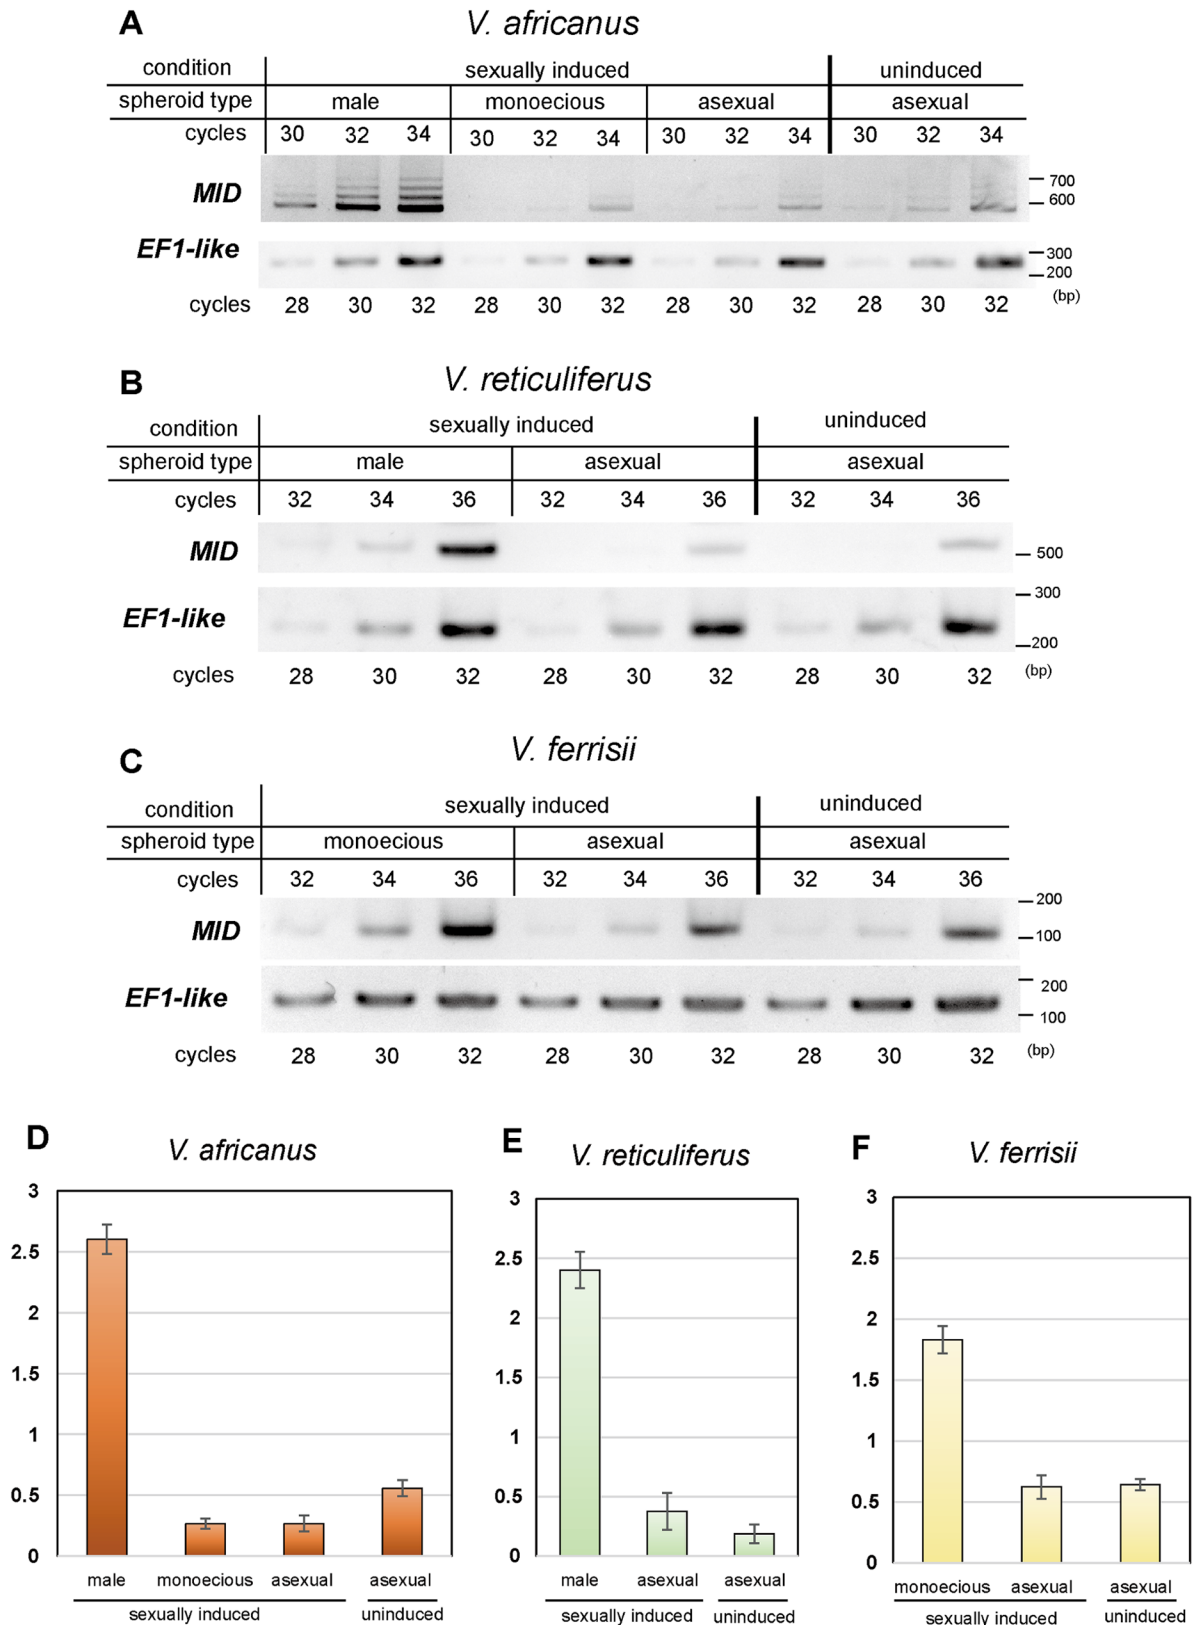 A
V. africanus
condition sexually induced uninduced
spheroid type male monoecious asexual asexual
cycles 30 32 34 30 32 34 30 32 34 30 32 34
MID 700
600
EF1-like 300
200
cycles 28 30 32 28 30 32 28 30 32 28 30 32 (bp)
B
V. reticuliferus
condition sexually induced uninduced
spheroid type male asexual asexual
cycles 32 34 36 32 34 36 32 34 36
MID 500
EF1-like 300
200
cycles 28 30 32 28 30 32 28 30 32 (bp)
C
V. ferrisii
condition sexually induced uninduced
spheroid type monoecious asexual asexual
cycles 32 34 36 32 34 36 32 34 36
MID 200
100
EF1-like 200
100
cycles 28 30 32 28 30 32 28 30 32 (bp)
D
V. africanus
3
2.5
2
1.5
1
0.5
0
male monoecious asexual asexual
sexually induced uninduced
E
V. reticuliferus
3
2.5
2
1.5
1
0.5
0
male asexual asexual
sexually induced uninduced
F
V. ferrisii
3
2.5
2
1.5
1
0.5
0
monoecious asexual asexual
sexually induced uninduced